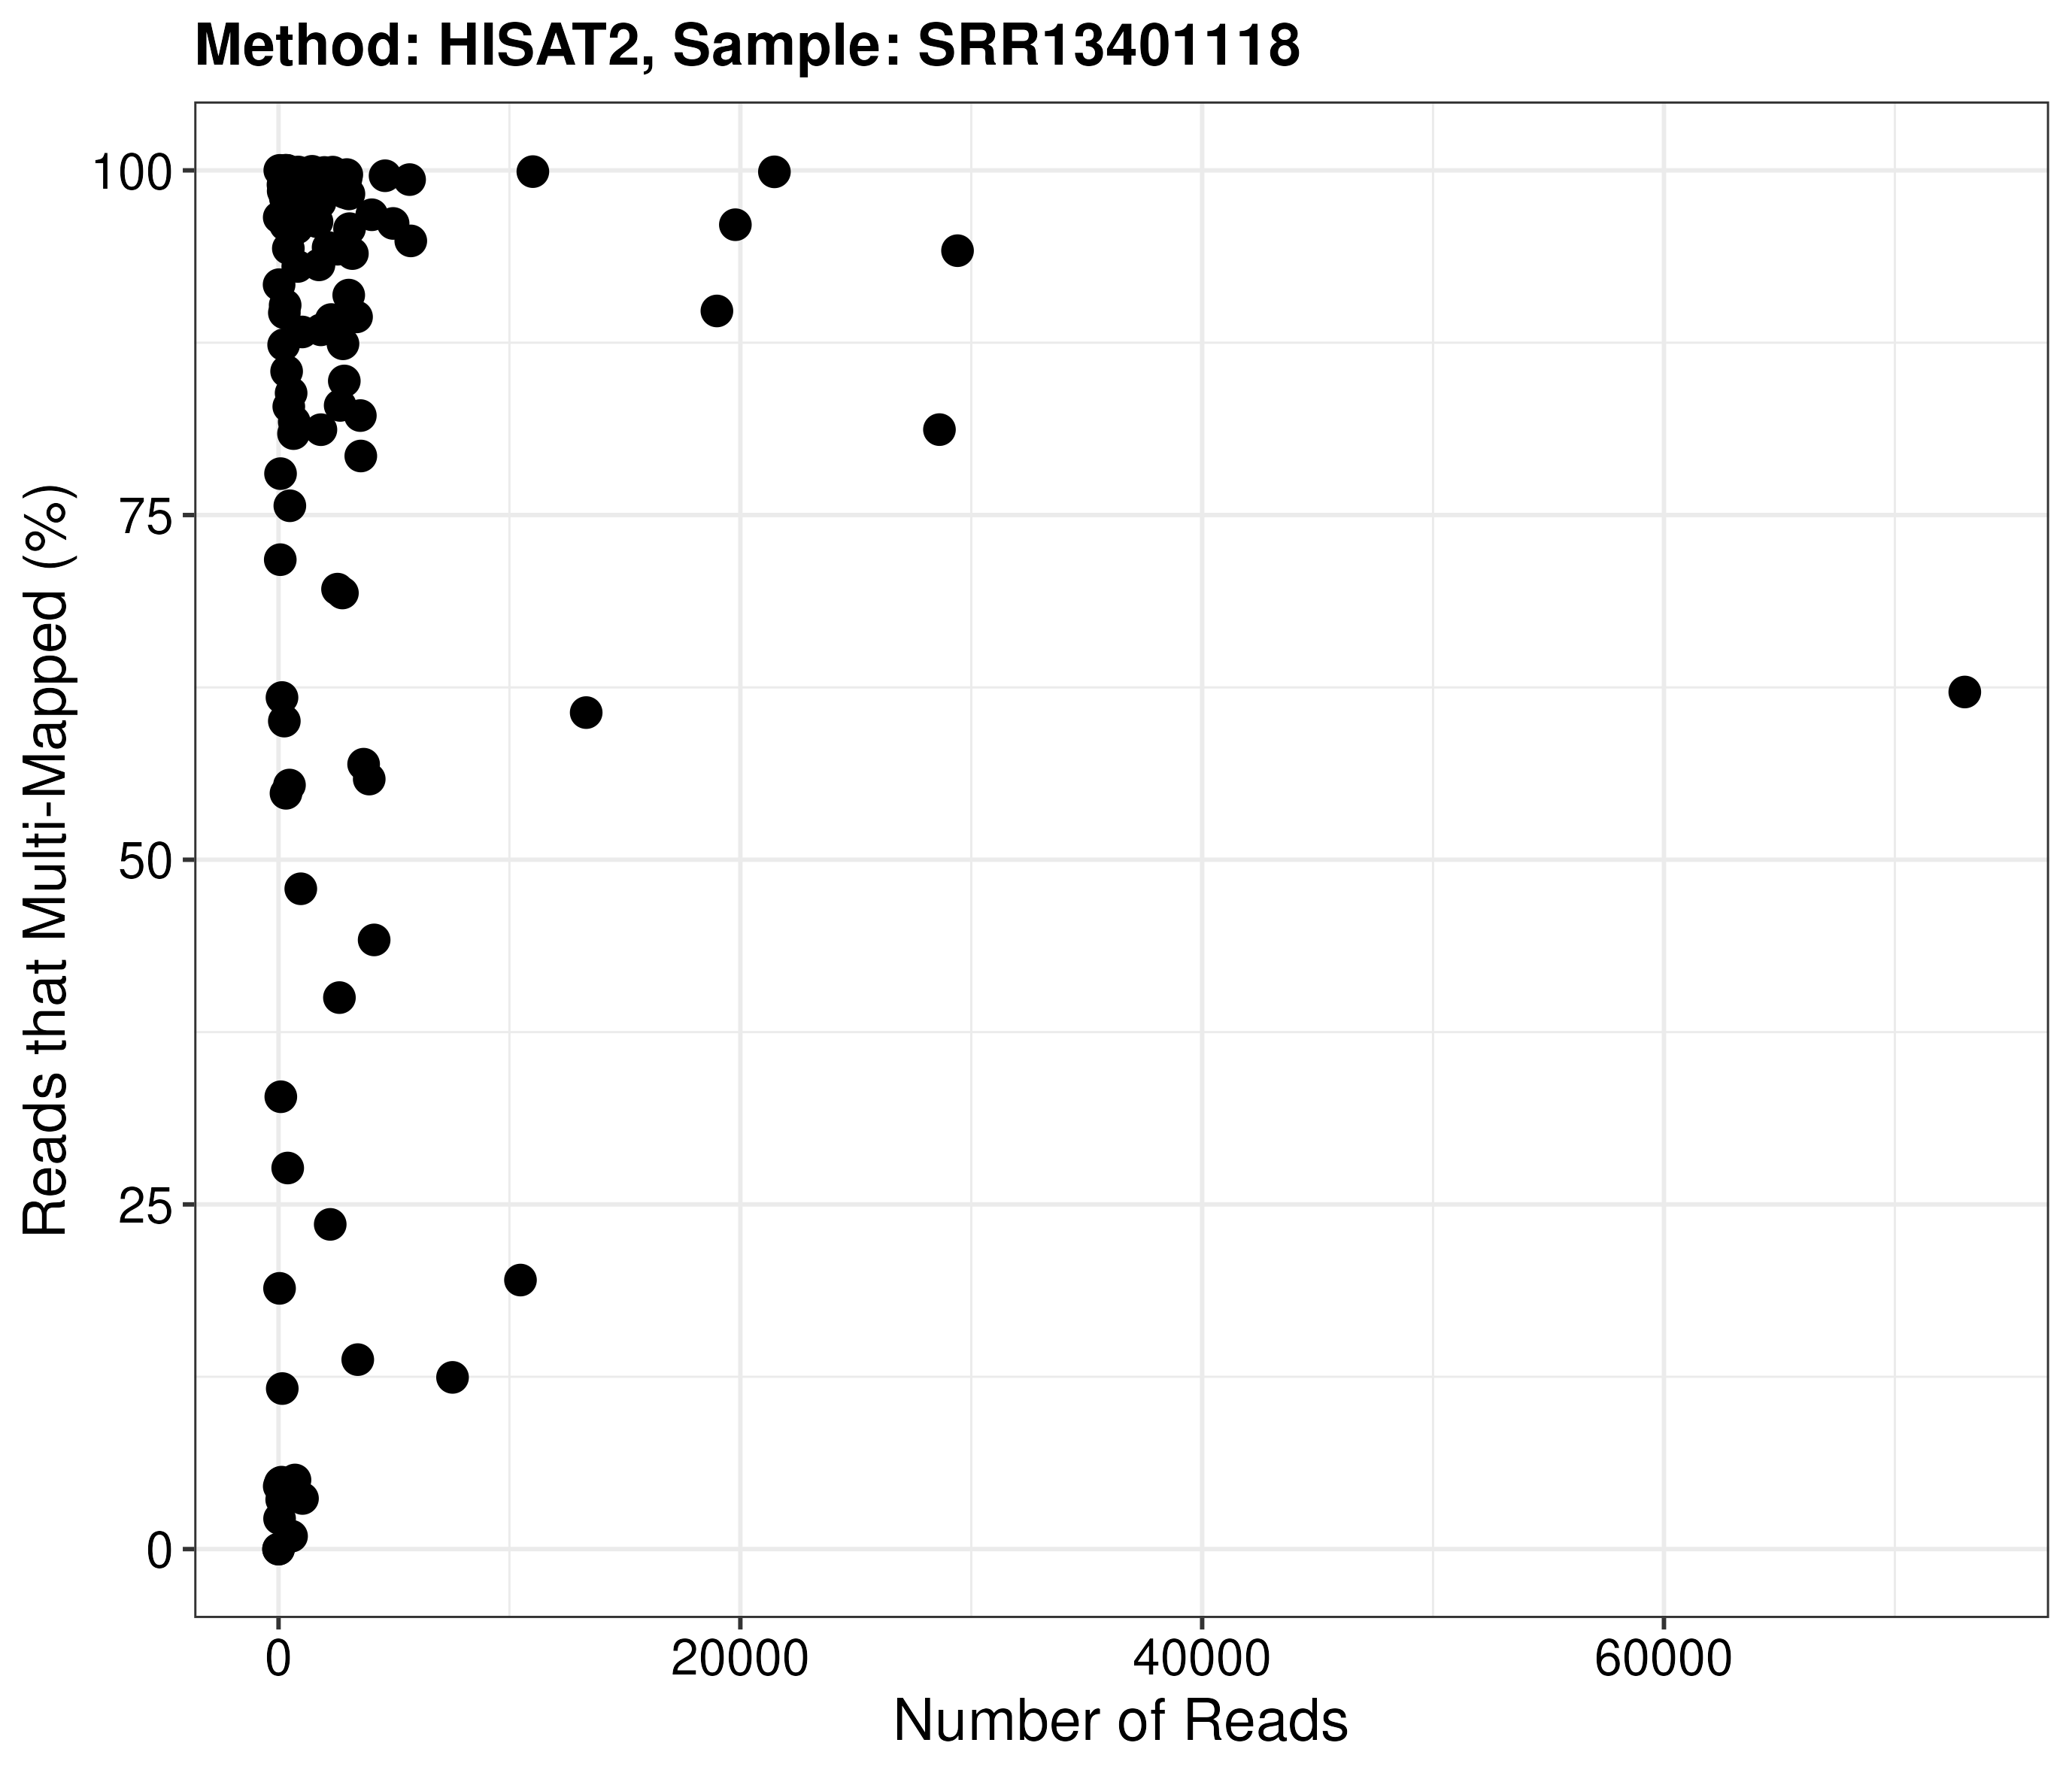 Method: HISAT2, Sample: SRR13401118
Reads that Multi-Mapped (%)
100
75
50
25
0
0 20000 40000 60000
Number of Reads